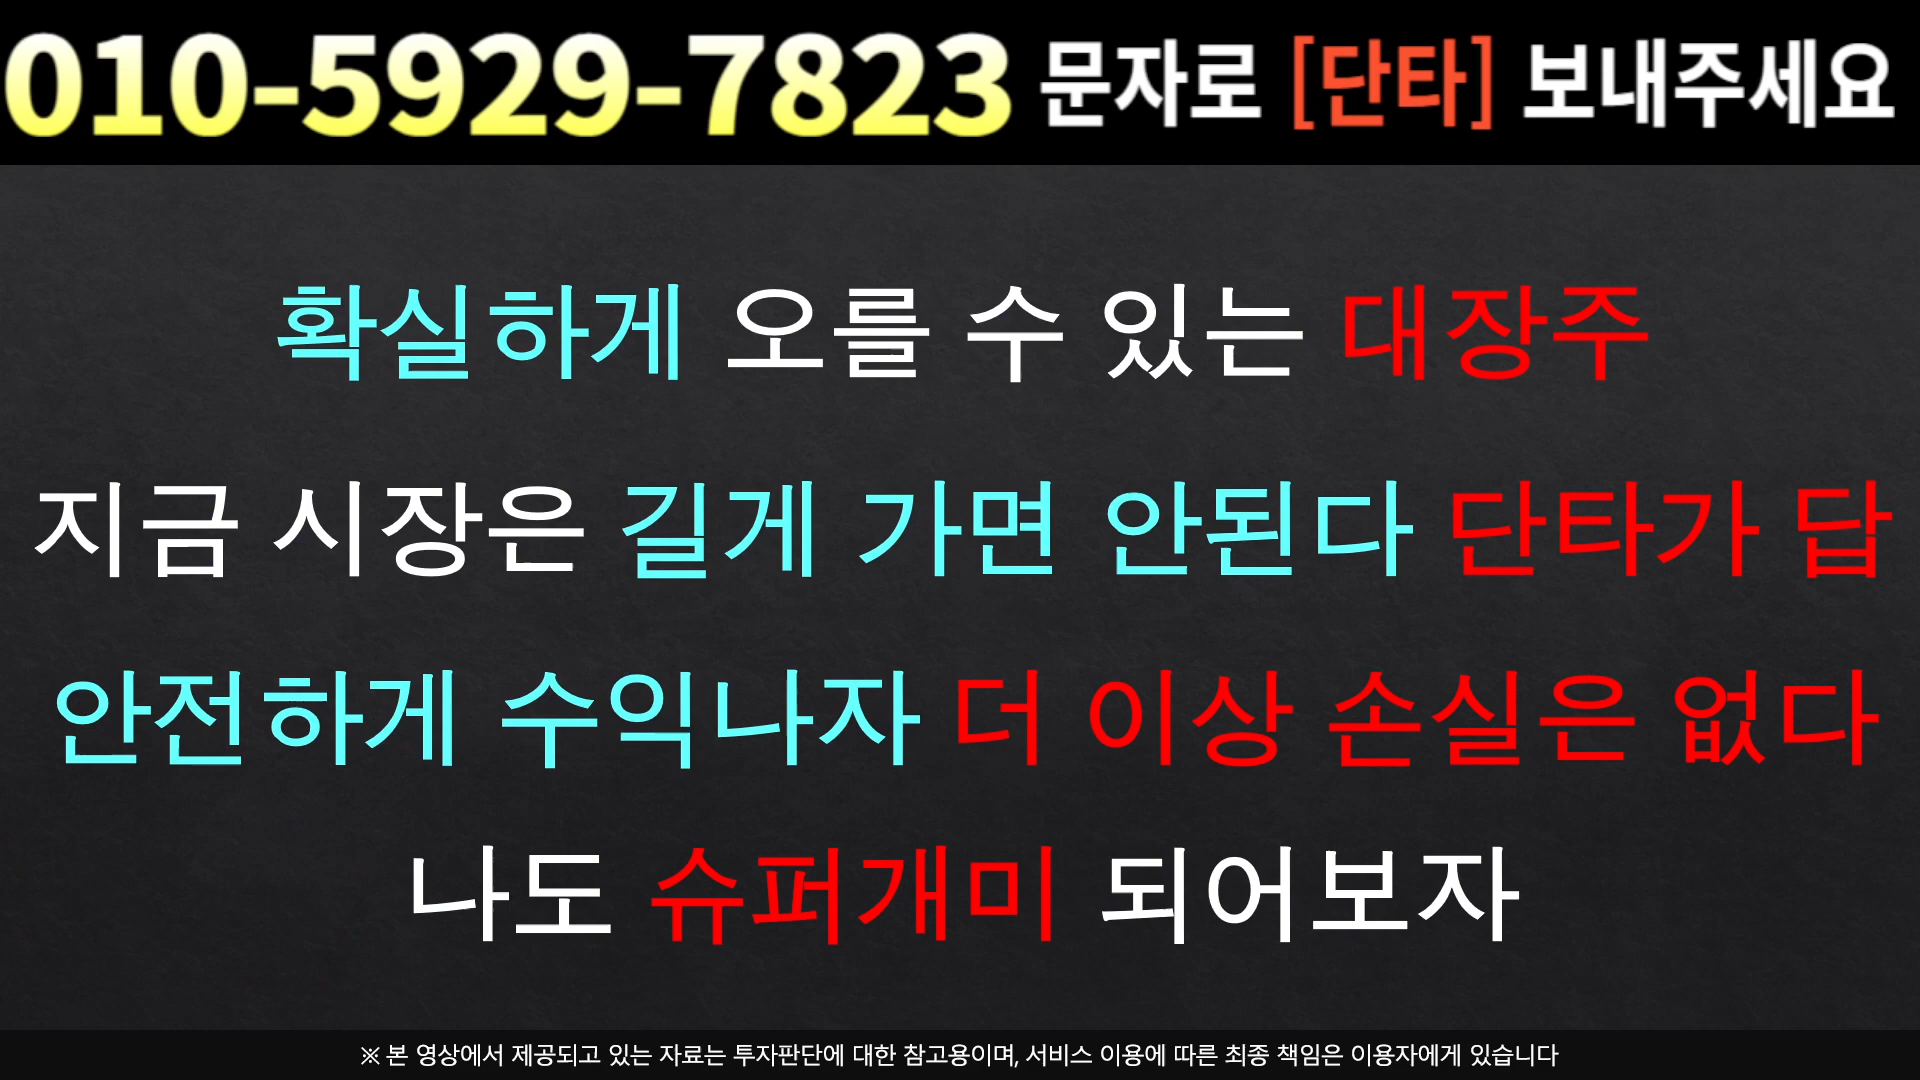 010-5929-7823 문자로 [단타] 보내주세요
확실하게 오를 수 있는 대장주
지금 시장은 길게 가면 안된다 단타가 답
안전하게 수익나자 더 이상 손실은 없다
나도 슈퍼개미 되어보자
※ 본 영상에서 제공되고 있는 자료는 투자판단에 대한 참고용이며, 서비스 이용에 따른 최종 책임은 이용자에게 있습니다